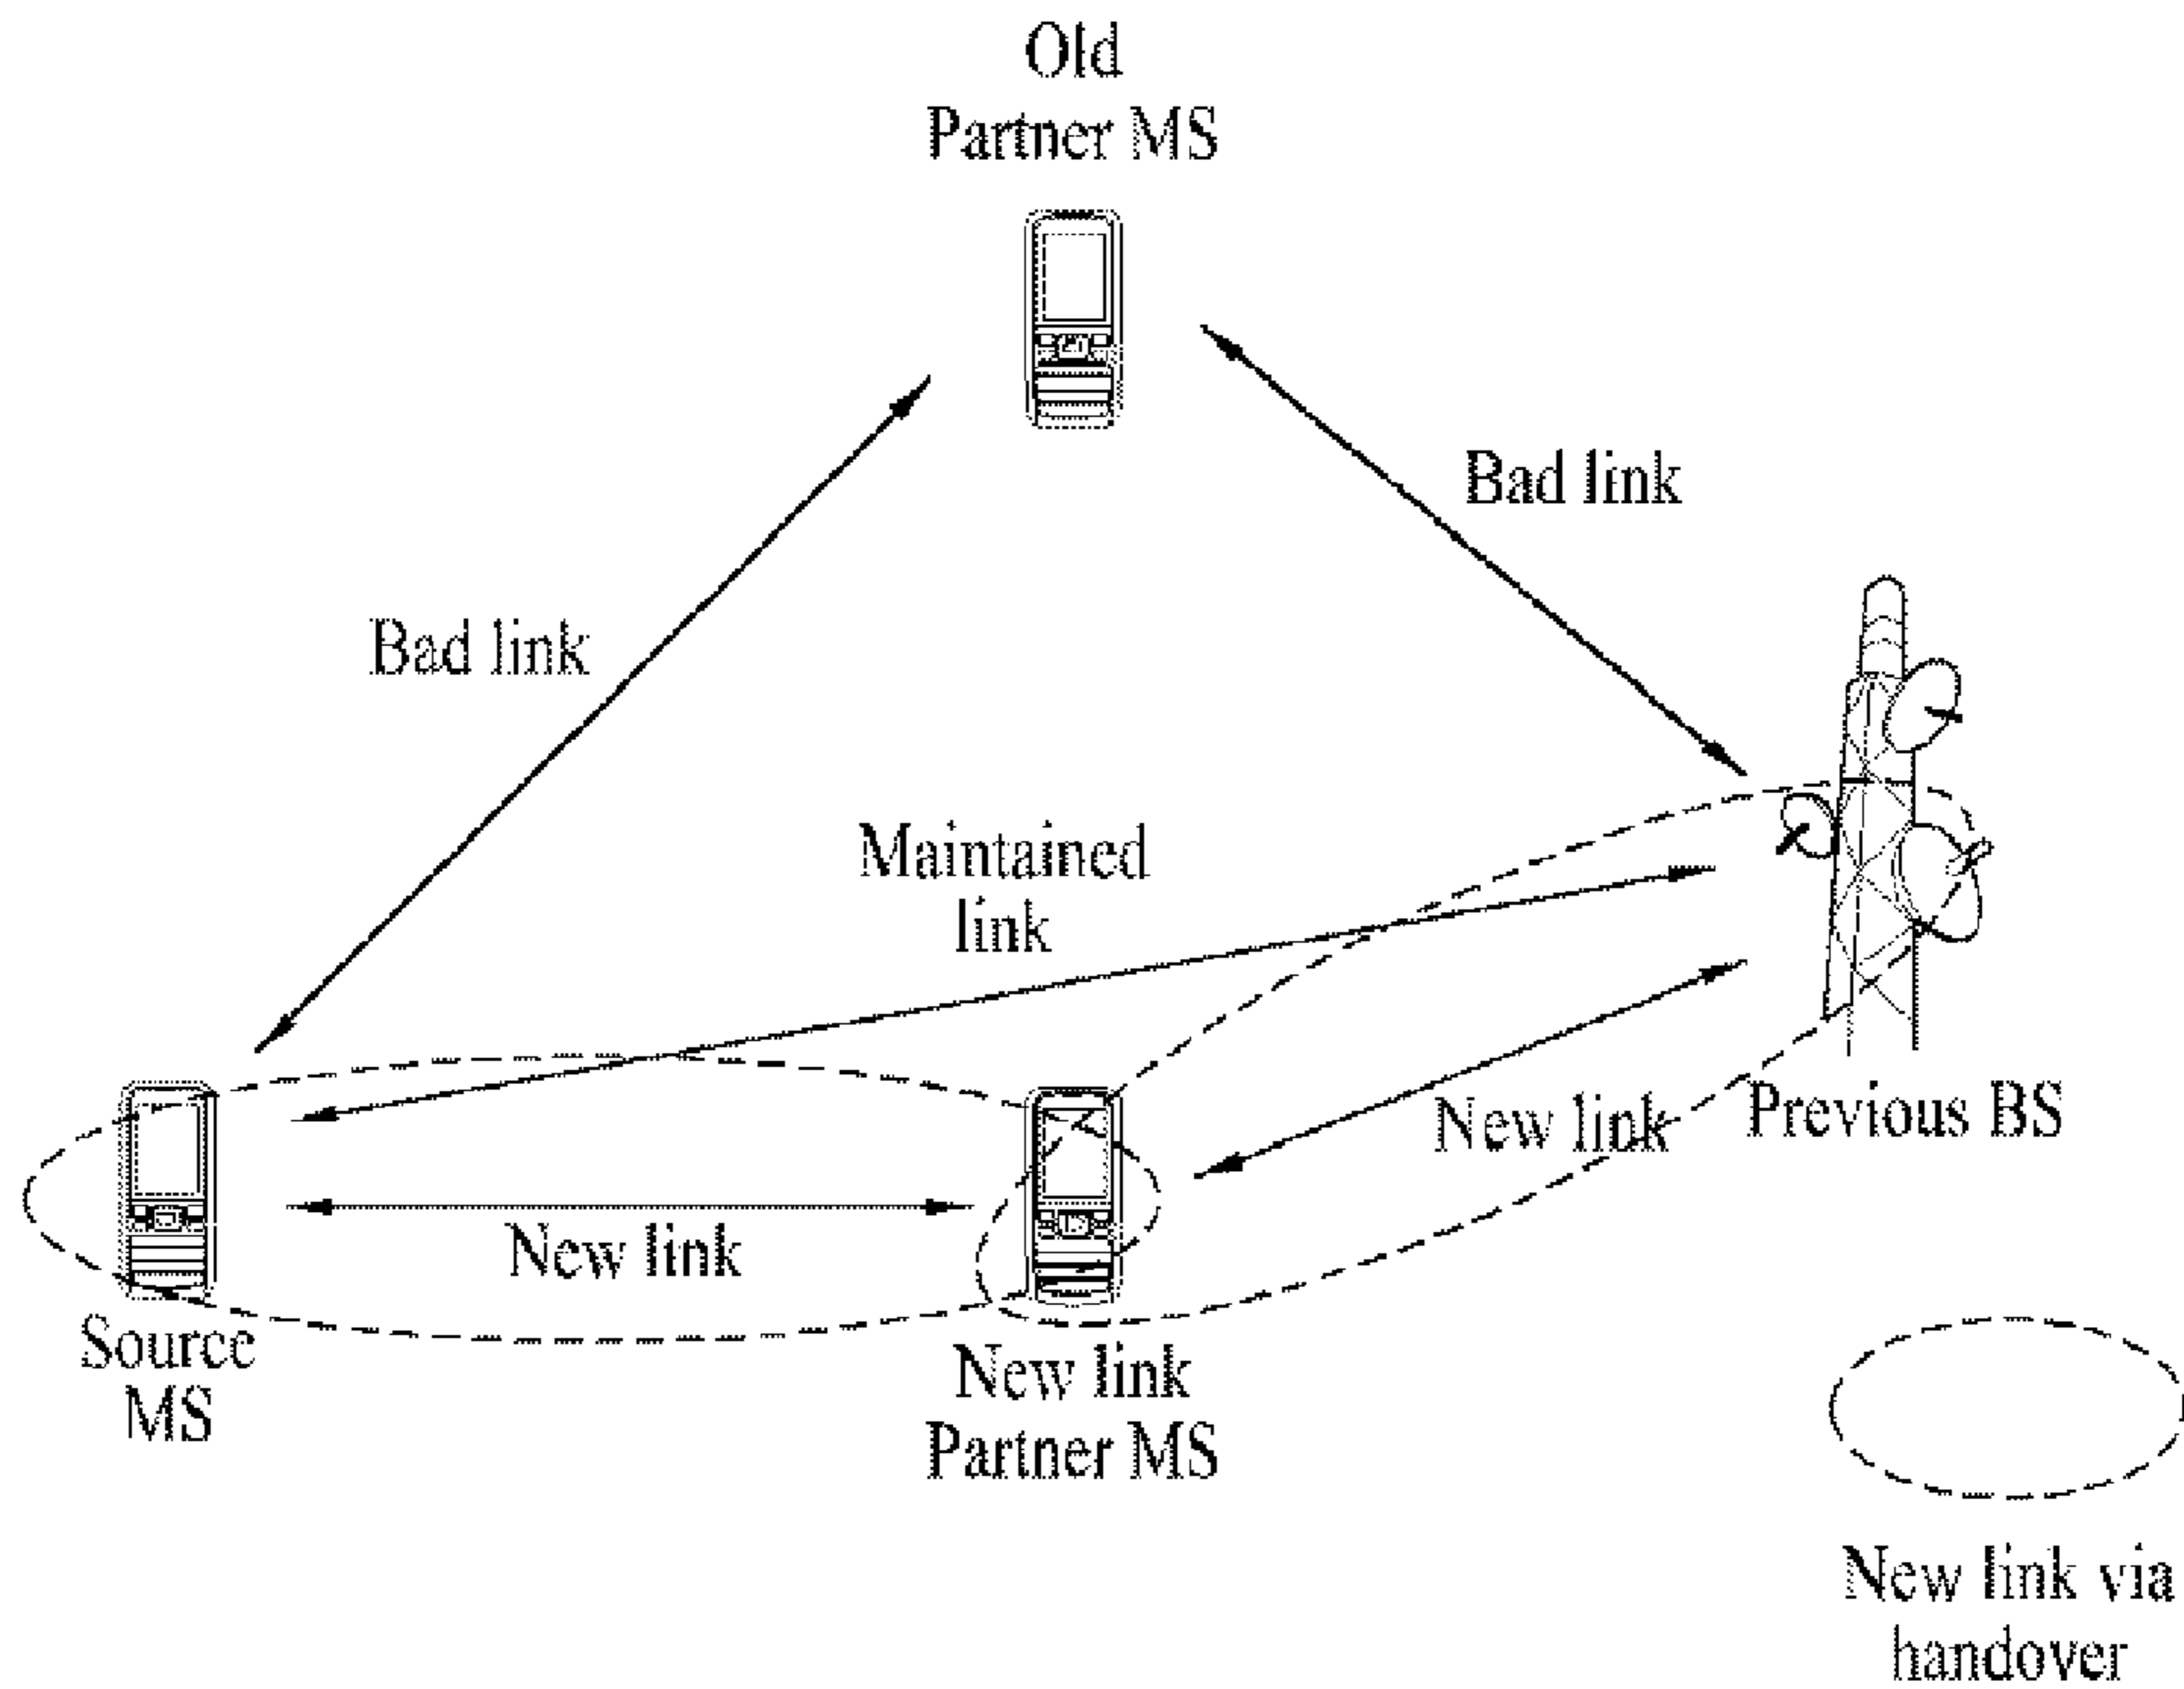 Old
Partner MS
Bad link
Bad link
Maintained
link
New link
Previous BS
New link
Source
MS
New link
Partner MS
New link via
handover